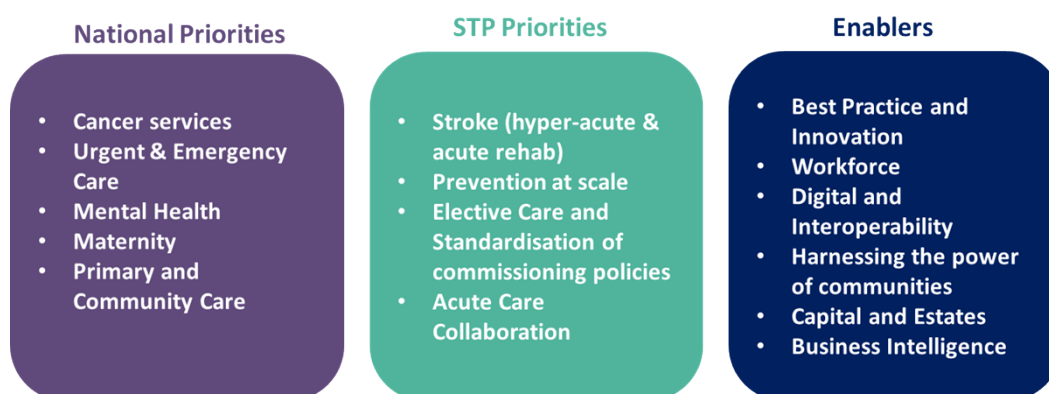 National Priorities
• Cancer services
• Urgent & Emergency
Care
• Mental Health
• Maternity
• Primary and
Community Care
STP Priorities
• Stroke (hyper-acute &
acute rehab)
• Prevention at scale
• Elective Care and
Standardisation of
commissioning policies
• Acute Care
Collaboration
Enablers
• Best Practice and
Innovation
• Workforce
• Digital and
Interoperability
• Harnessing the power
of communities
• Capital and Estates
• Business Intelligence